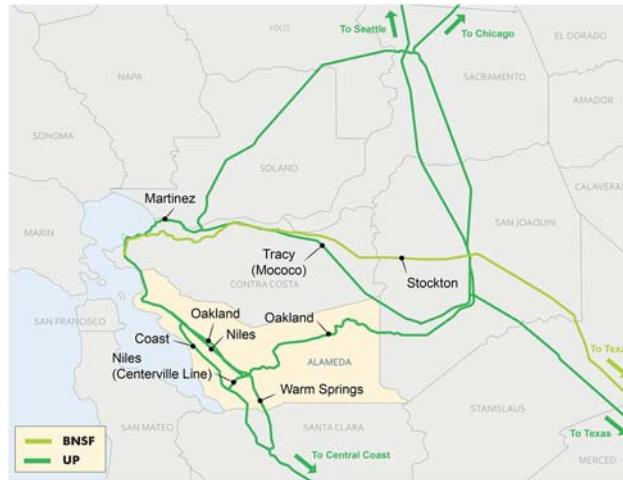 To Seattle
To Chicago
YOLO
EL DORADO
NAPA
SACRAMENTO
AMADOR
SONOMA
SOLANO
CALAVERAS
Martinez
SAN JOAQUIN
MARIN
Tracy
(Mococo)
Stockton
CONTRA COSTA
Oakland
Oakland
SAN FRANCISCO
Coast
Niles
Niles
(Centerville Line)
ALAMEDA
To Texas
Warm Springs
STANISLAUS
SAN MATEO
SANTA CLARA
To Texas
BNSF
UP
To Central Coast
MERCED